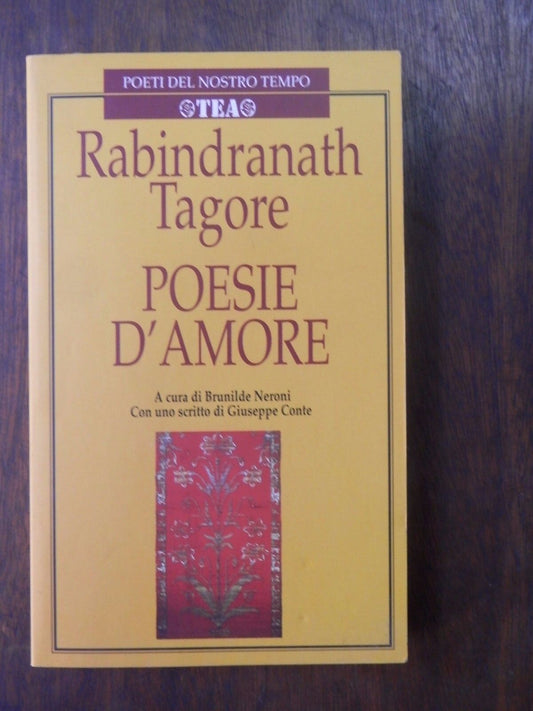 POETI DEL NOSTRO TEMPO
TEA
Rabindranath
Tagore
POESIE
D'AMORE
A cura di Brunilde Neroni
Con uno scritto di Giuseppe Conte